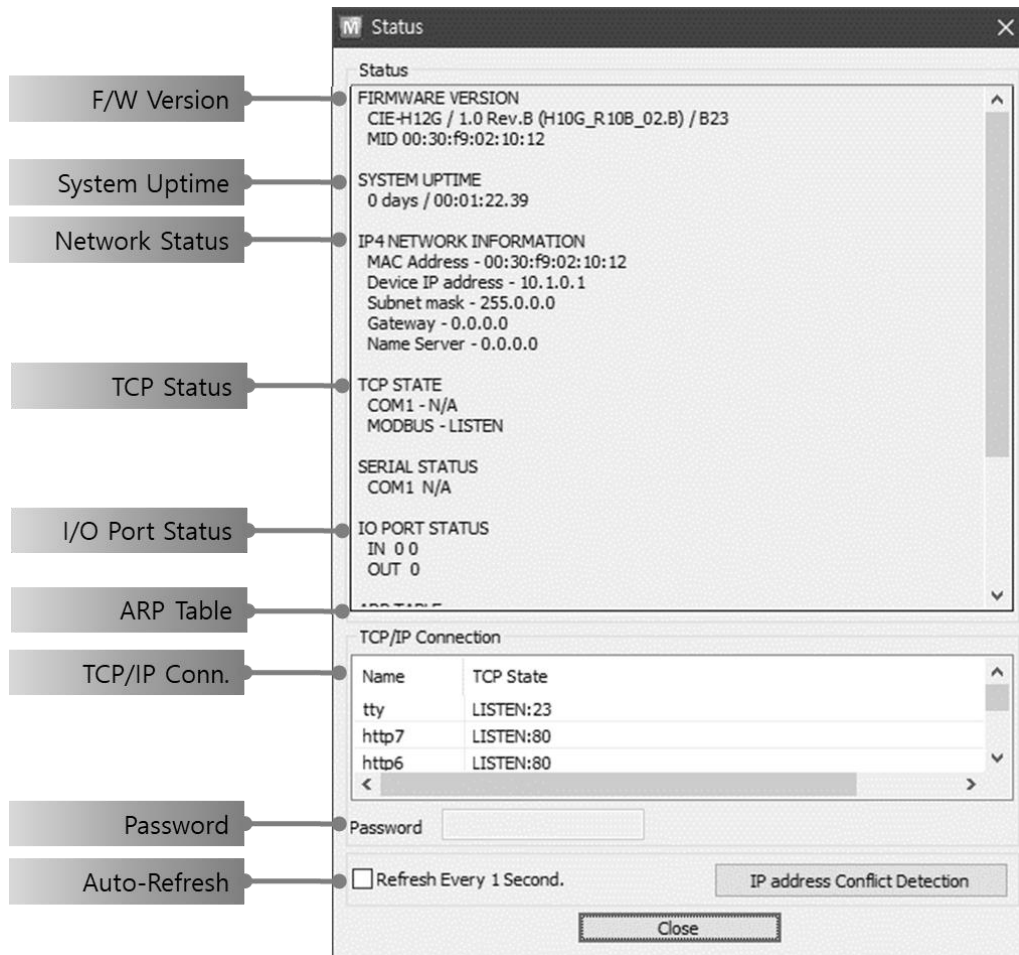 M Status
Status
F/W Version
FIRMWARE VERSION
CIE-H12G / 1.0 Rev.B (H10G_R10B_02.B) / B23
MID 00:30:f9:02:10:12
System Uptime
SYSTEM UPTIME
0 days / 00:01:22.39
Network Status
IP4 NETWORK INFORMATION
MAC Address - 00:30:f9:02:10:12
Device IP address - 10.1.0.1
Subnet mask - 255.0.0.0
Gateway - 0.0.0.0
Name Server - 0.0.0.0
TCP Status
TCP STATE
COM1 - N/A
MODBUS - LISTEN
SERIAL STATUS
COM1 N/A
I/O Port Status
IO PORT STATUS
IN 0 0
OUT 0
ARP Table
TCP/IP Connection
TCP/IP Conn.
Name TCP State
tty LISTEN:23
http7 LISTEN:80
http6 LISTEN:80
Password
Password
Auto-Refresh
Refresh Every 1 Second.
IP address Conflict Detection
Close